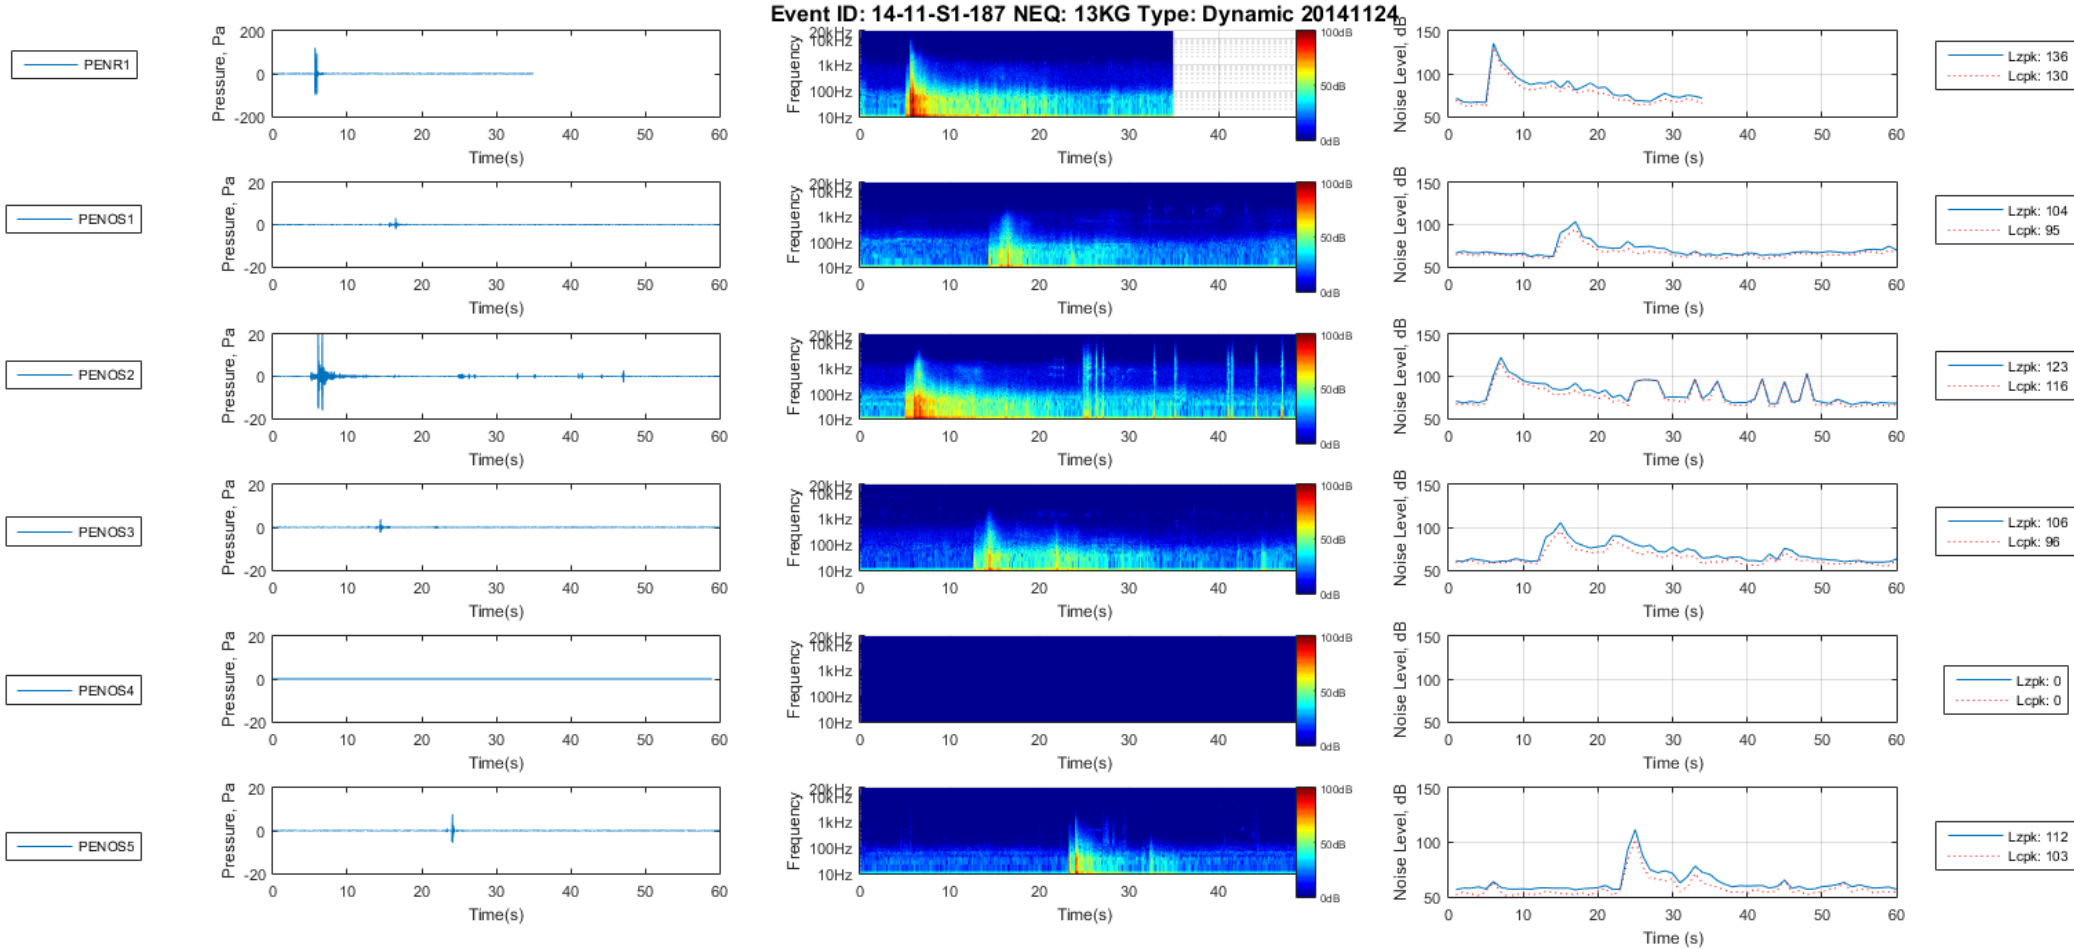 Event ID: 14-11-S1-187 NEQ: 13KG Type: Dynamic 20141124
PENR1
Pressure, Pa
200
0
-200
0 10 20 30 40 50 60
Time(s)
Frequency
20kHz
10kHz
1kHz
100Hz
10Hz
0 10 20 30 40
Time(s)
100dB
50dB
0dB
Noise Level, dB
150
100
50
0 10 20 30 40 50 60
Time (s)
Lzpk: 136
Lcpk: 130
PENOS1
Pressure, Pa
20
0
-20
0 10 20 30 40 50 60
Time(s)
Frequency
20kHz
10kHz
1kHz
100Hz
10Hz
0 10 20 30 40
Time(s)
100dB
50dB
0dB
Noise Level, dB
150
100
50
0 10 20 30 40 50 60
Time (s)
Lzpk: 104
Lcpk: 95
PENOS2
Pressure, Pa
20
0
-20
0 10 20 30 40 50 60
Time(s)
Frequency
20kHz
10kHz
1kHz
100Hz
10Hz
0 10 20 30 40
Time(s)
100dB
50dB
0dB
Noise Level, dB
150
100
50
0 10 20 30 40 50 60
Time (s)
Lzpk: 123
Lcpk: 116
PENOS3
Pressure, Pa
20
0
-20
0 10 20 30 40 50 60
Time(s)
Frequency
20kHz
10kHz
1kHz
100Hz
10Hz
0 10 20 30 40
Time(s)
100dB
50dB
0dB
Noise Level, dB
150
100
50
0 10 20 30 40 50 60
Time (s)
Lzpk: 106
Lcpk: 96
PENOS4
Pressure, Pa
20
0
-20
0 10 20 30 40 50 60
Time(s)
Frequency
20kHz
10kHz
1kHz
100Hz
10Hz
0 10 20 30 40
Time(s)
100dB
50dB
0dB
Noise Level, dB
150
100
50
0 10 20 30 40 50 60
Time (s)
Lzpk: 0
Lcpk: 0
PENOS5
Pressure, Pa
20
0
-20
0 10 20 30 40 50 60
Time(s)
Frequency
20kHz
10kHz
1kHz
100Hz
10Hz
0 10 20 30 40
Time(s)
100dB
50dB
0dB
Noise Level, dB
150
100
50
0 10 20 30 40 50 60
Time (s)
Lzpk: 112
Lcpk: 103